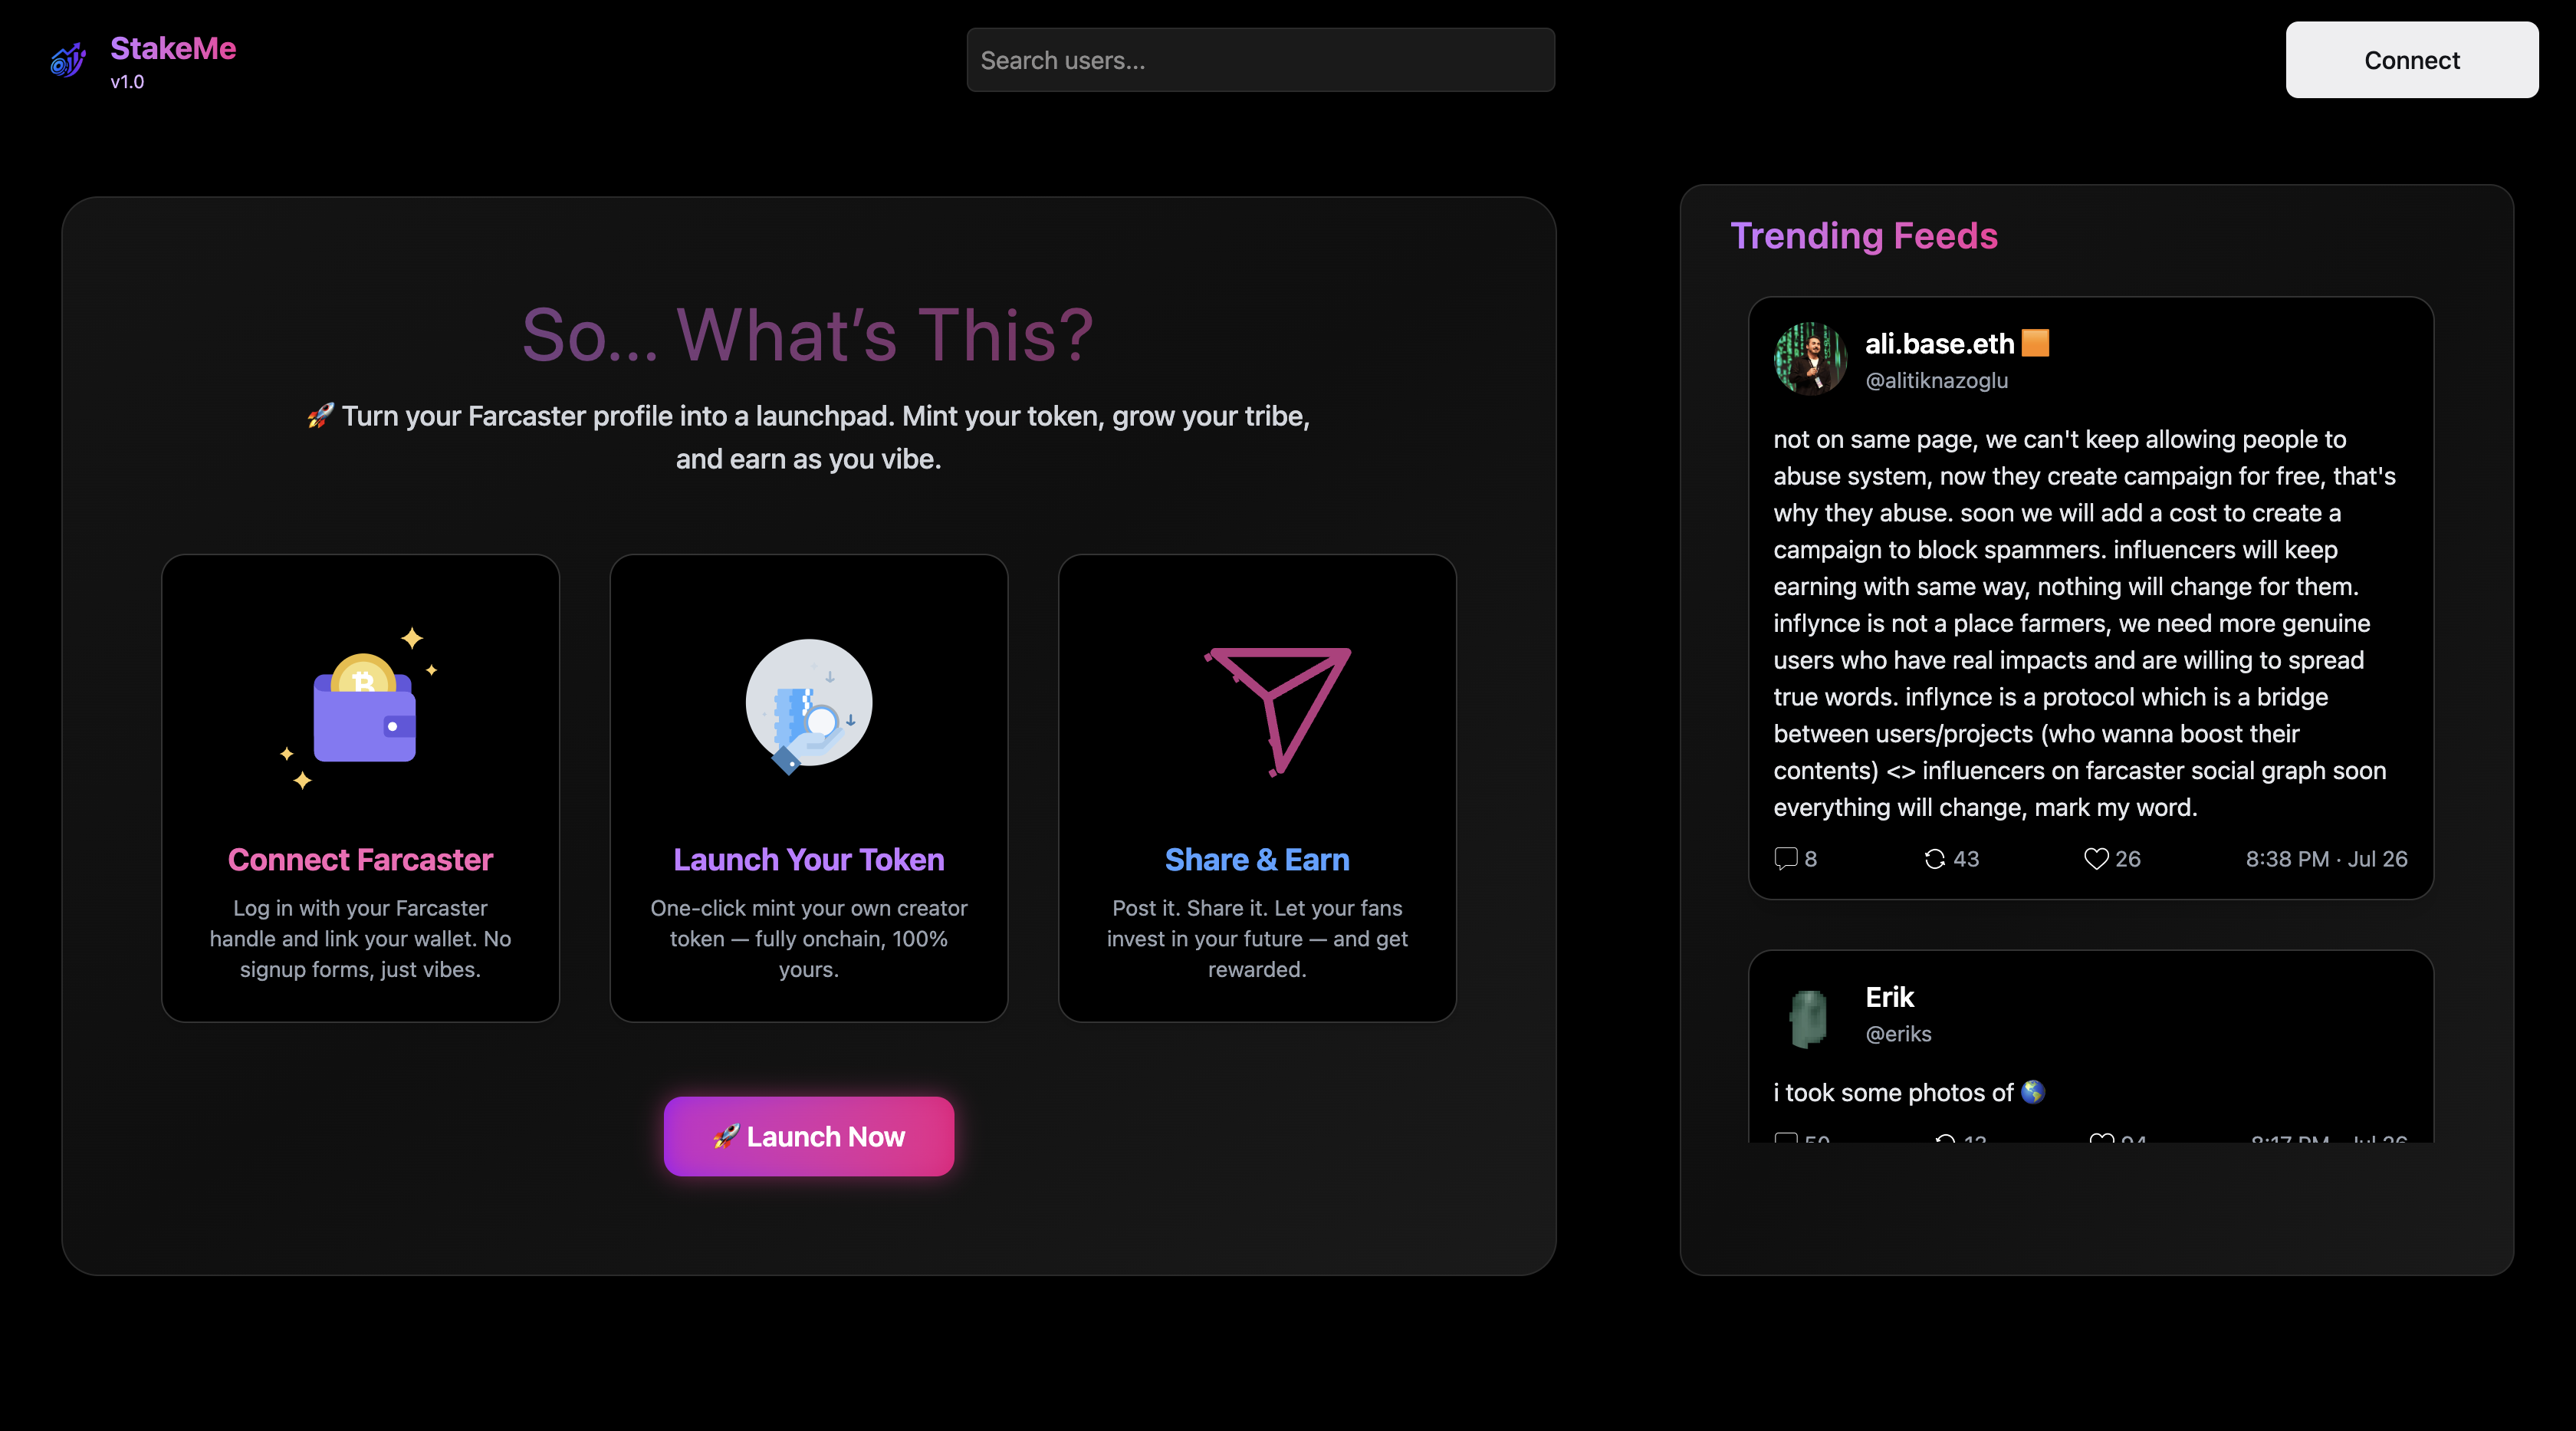 StakeMe
v1.0
Search users...
Connect
So... What’s This?
🚀 Turn your Farcaster profile into a launchpad. Mint your token, grow your tribe,
and earn as you vibe.
Connect Farcaster
Log in with your Farcaster
handle and link your wallet. No
signup forms, just vibes.
Launch Your Token
One-click mint your own creator
token — fully onchain, 100%
yours.
Share & Earn
Post it. Share it. Let your fans
invest in your future — and get
rewarded.
🚀 Launch Now
Trending Feeds
ali.base.eth 🟧
@alitiknazoglu
not on same page, we can't keep allowing people to
abuse system, now they create campaign for free, that's
why they abuse. soon we will add a cost to create a
campaign to block spammers. influencers will keep
earning with same way, nothing will change for them.
inflynce is not a place farmers, we need more genuine
users who have real impacts and are willing to spread
true words. inflynce is a protocol which is a bridge
between users/projects (who wanna boost their
contents) <> influencers on farcaster social graph soon
everything will change, mark my word.
8 43 26 8:38 PM · Jul 26
Erik
@eriks
i took some photos of 🌎
50 13 94 8:17 PM · Jul 26